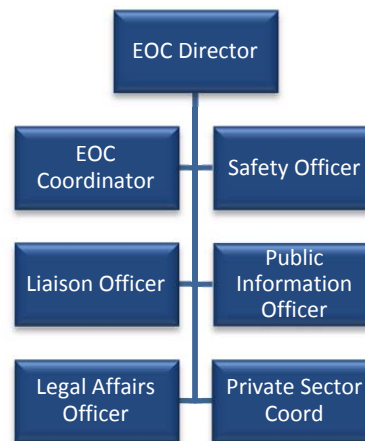 EOC Director
EOC
Coordinator
Safety Officer
Liaison Officer
Public
Information
Officer
Legal Affairs
Officer
Private Sector
Coord